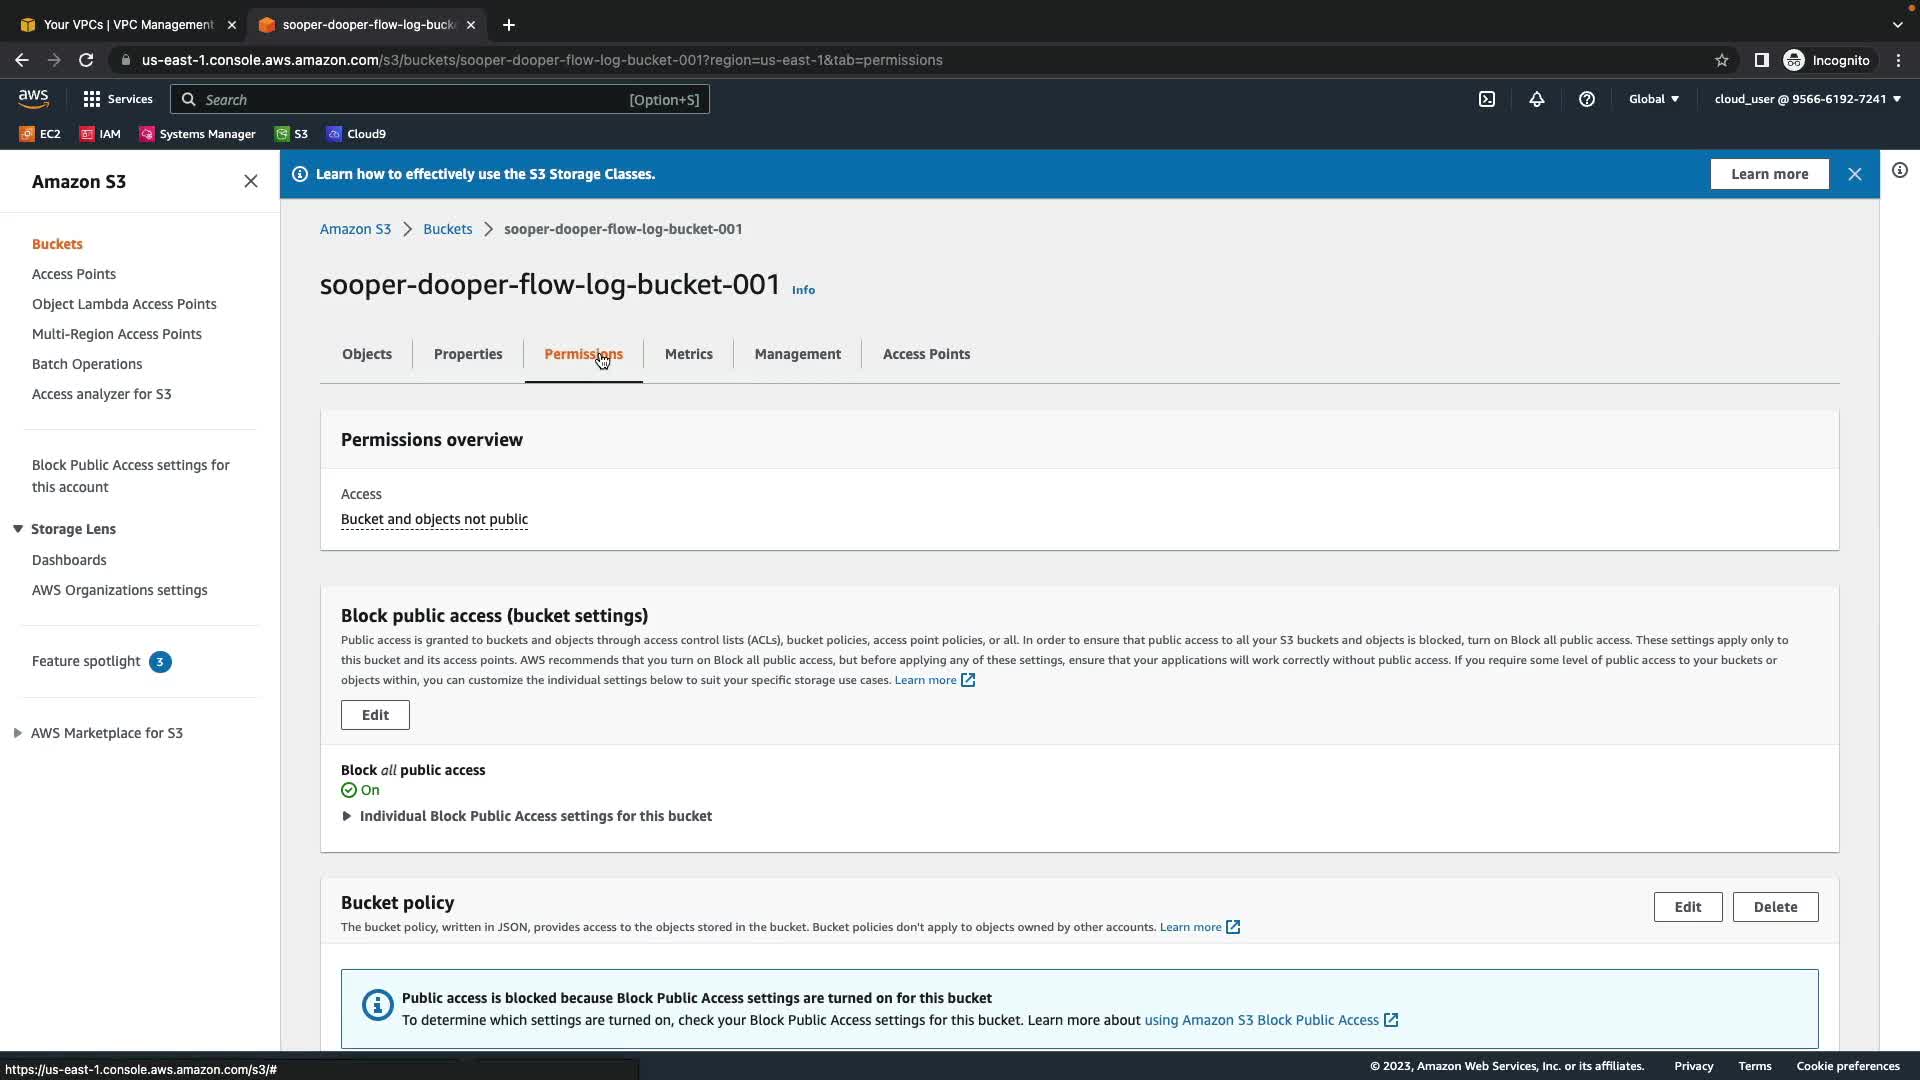 Your VPCs | VPC Management
sooper-dooper-flow-log-buck
us-east-1.console.aws.amazon.com/s3/buckets/sooper-dooper-flow-log-bucket-001?region=us-east-1&tab=permissions
Incognito
aws
Services
Search
[Option+S]
Global
cloud_user @ 9566-6192-7241
EC2
IAM
Systems Manager
S3
Cloud9
Amazon S3
Buckets
Access Points
Object Lambda Access Points
Multi-Region Access Points
Batch Operations
Access analyzer for S3
Block Public Access settings for
this account
Storage Lens
Dashboards
AWS Organizations settings
Feature spotlight 3
AWS Marketplace for S3
Learn how to effectively use the S3 Storage Classes.
Learn more
Amazon S3 > Buckets > sooper-dooper-flow-log-bucket-001
sooper-dooper-flow-log-bucket-001 Info
Objects
Properties
Permissions
Metrics
Management
Access Points
Permissions overview
Access
Bucket and objects not public
Block public access (bucket settings)
Public access is granted to buckets and objects through access control lists (ACLs), bucket policies, access point policies, or all. In order to ensure that public access to all your S3 buckets and objects is blocked, turn on Block all public access. These settings apply only to
this bucket and its access points. AWS recommends that you turn on Block all public access, but before applying any of these settings, ensure that your applications will work correctly without public access. If you require some level of public access to your buckets or
objects within, you can customize the individual settings below to suit your specific storage use cases. Learn more
Edit
Block all public access
On
Individual Block Public Access settings for this bucket
Bucket policy
Edit
Delete
The bucket policy, written in JSON, provides access to the objects stored in the bucket. Bucket policies don't apply to objects owned by other accounts. Learn more
Public access is blocked because Block Public Access settings are turned on for this bucket
To determine which settings are turned on, check your Block Public Access settings for this bucket. Learn more about using Amazon S3 Block Public Access
https://us-east-1.console.aws.amazon.com/s3/#
© 2023, Amazon Web Services, Inc. or its affiliates.
Privacy
Terms
Cookie preferences